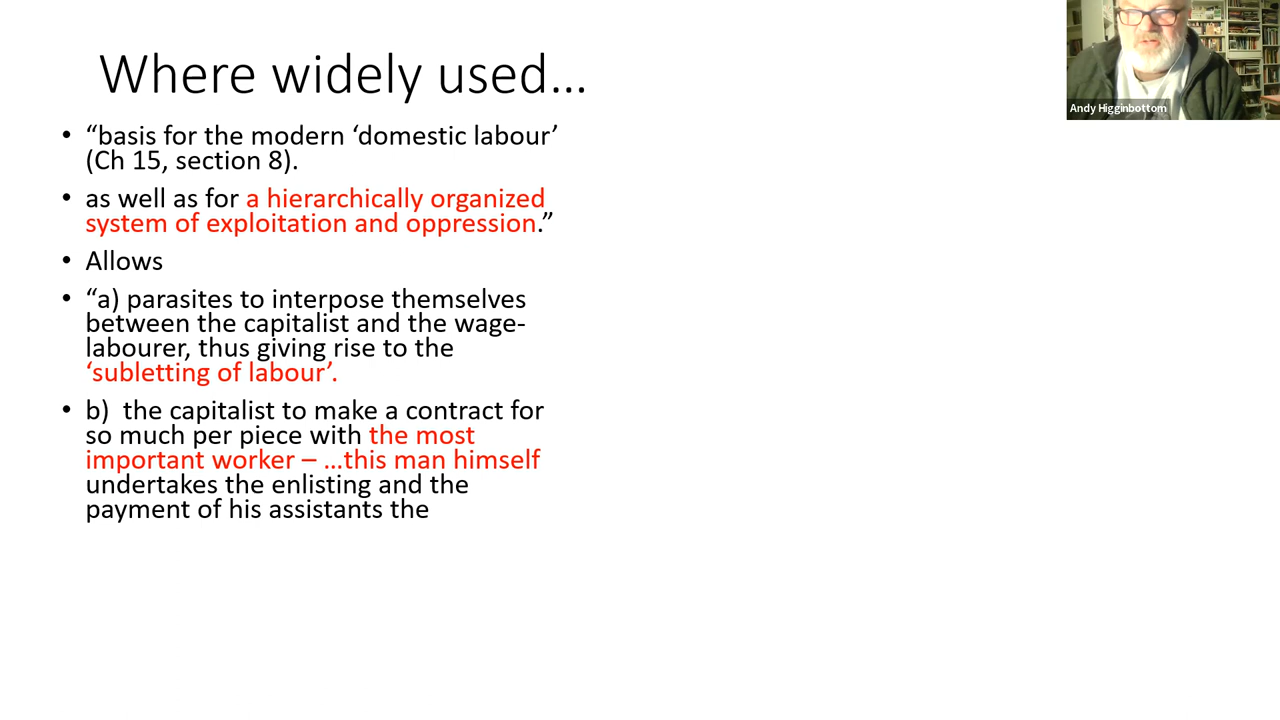 Where widely used...
• “basis for the modern ‘domestic labour’
(Ch 15, section 8).
• as well as for a hierarchically organized
system of exploitation and oppression.”
• Allows
• “a) parasites to interpose themselves
between the capitalist and the wage-
labourer, thus giving rise to the
‘subletting of labour’.
• b)  the capitalist to make a contract for
so much per piece with the most
important worker – …this man himself
undertakes the enlisting and the
payment of his assistants the
Andy Higginbottom